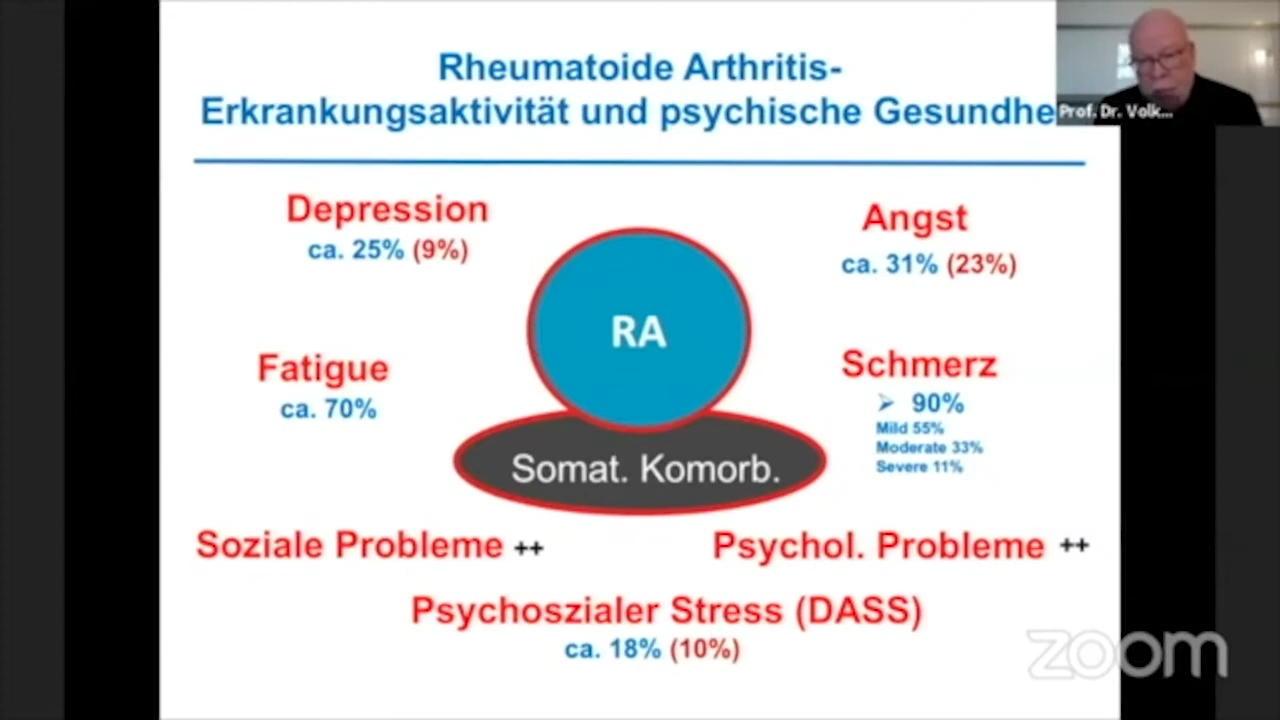 Rheumatoide Arthritis-
Erkrankungsaktivität und psychische Gesundhe
Prof. Dr. Volk...
Depression
ca. 25% (9%)
Angst
ca. 31% (23%)
RA
Fatigue
ca. 70%
Schmerz
➢ 90%
Mild 55%
Moderate 33%
Severe 11%
Somat. Komorb.
Soziale Probleme ++
Psychol. Probleme ++
Psychoszialer Stress (DASS)
ca. 18% (10%)
zoom